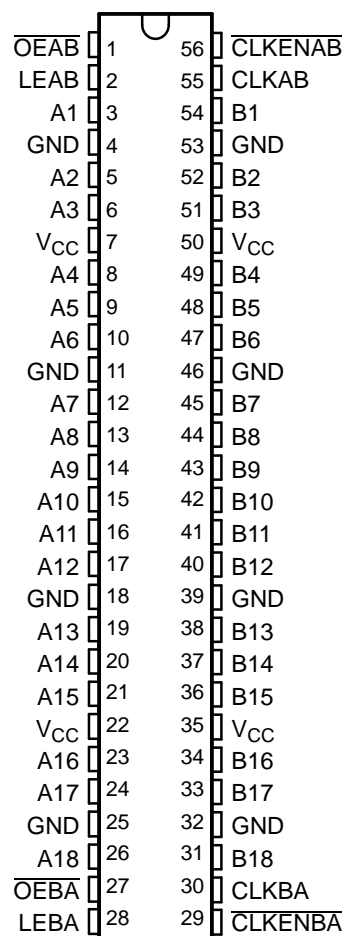 OEAB 1 56 CLKENAB
LEAB 2 55 CLKAB
A1 3 54 B1
GND 4 53 GND
A2 5 52 B2
A3 6 51 B3
VCC 7 50 VCC
A4 8 49 B4
A5 9 48 B5
A6 10 47 B6
GND 11 46 GND
A7 12 45 B7
A8 13 44 B8
A9 14 43 B9
A10 15 42 B10
A11 16 41 B11
A12 17 40 B12
GND 18 39 GND
A13 19 38 B13
A14 20 37 B14
A15 21 36 B15
VCC 22 35 VCC
A16 23 34 B16
A17 24 33 B17
GND 25 32 GND
A18 26 31 B18
OEBA 27 30 CLKBA
LEBA 28 29 CLKENBA